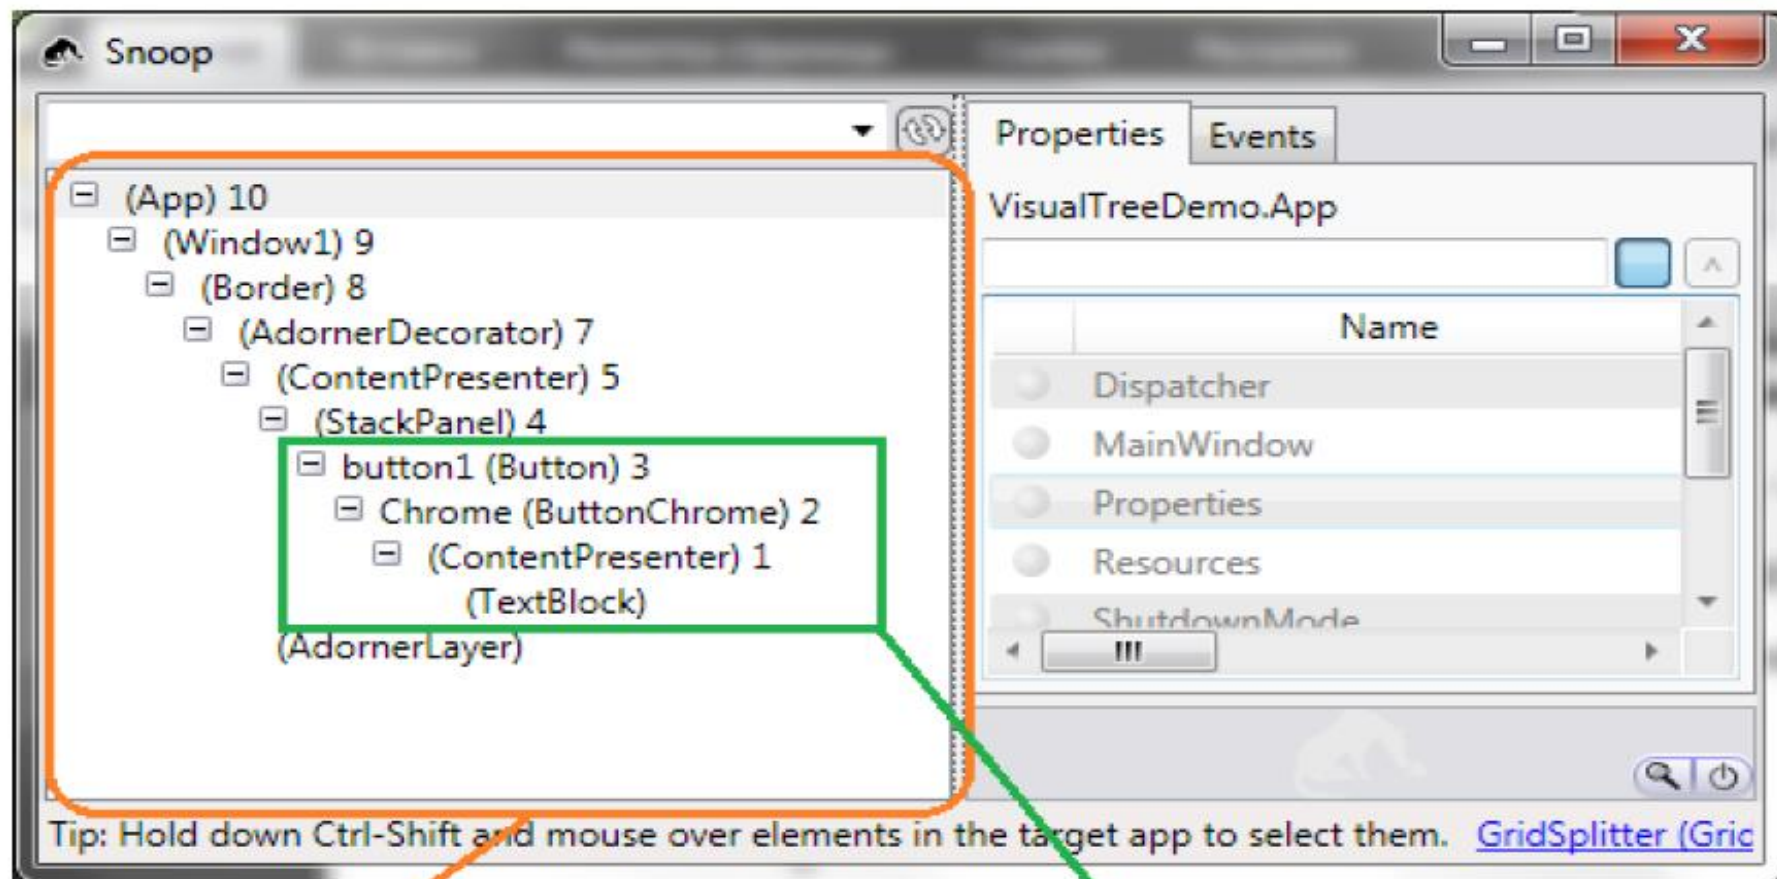 Snoop
Properties
Events
(App) 10
(Window1) 9
(Border) 8
(AdornerDecorator) 7
(ContentPresenter) 5
(StackPanel) 4
button1 (Button) 3
Chrome (ButtonChrome) 2
(ContentPresenter) 1
(TextBlock)
(AdornerLayer)
VisualTreeDemo.App
Name
Dispatcher
MainWindow
Properties
Resources
ShutdownMode
Tip: Hold down Ctrl-Shift and mouse over elements in the target app to select them. GridSplitter (Gric